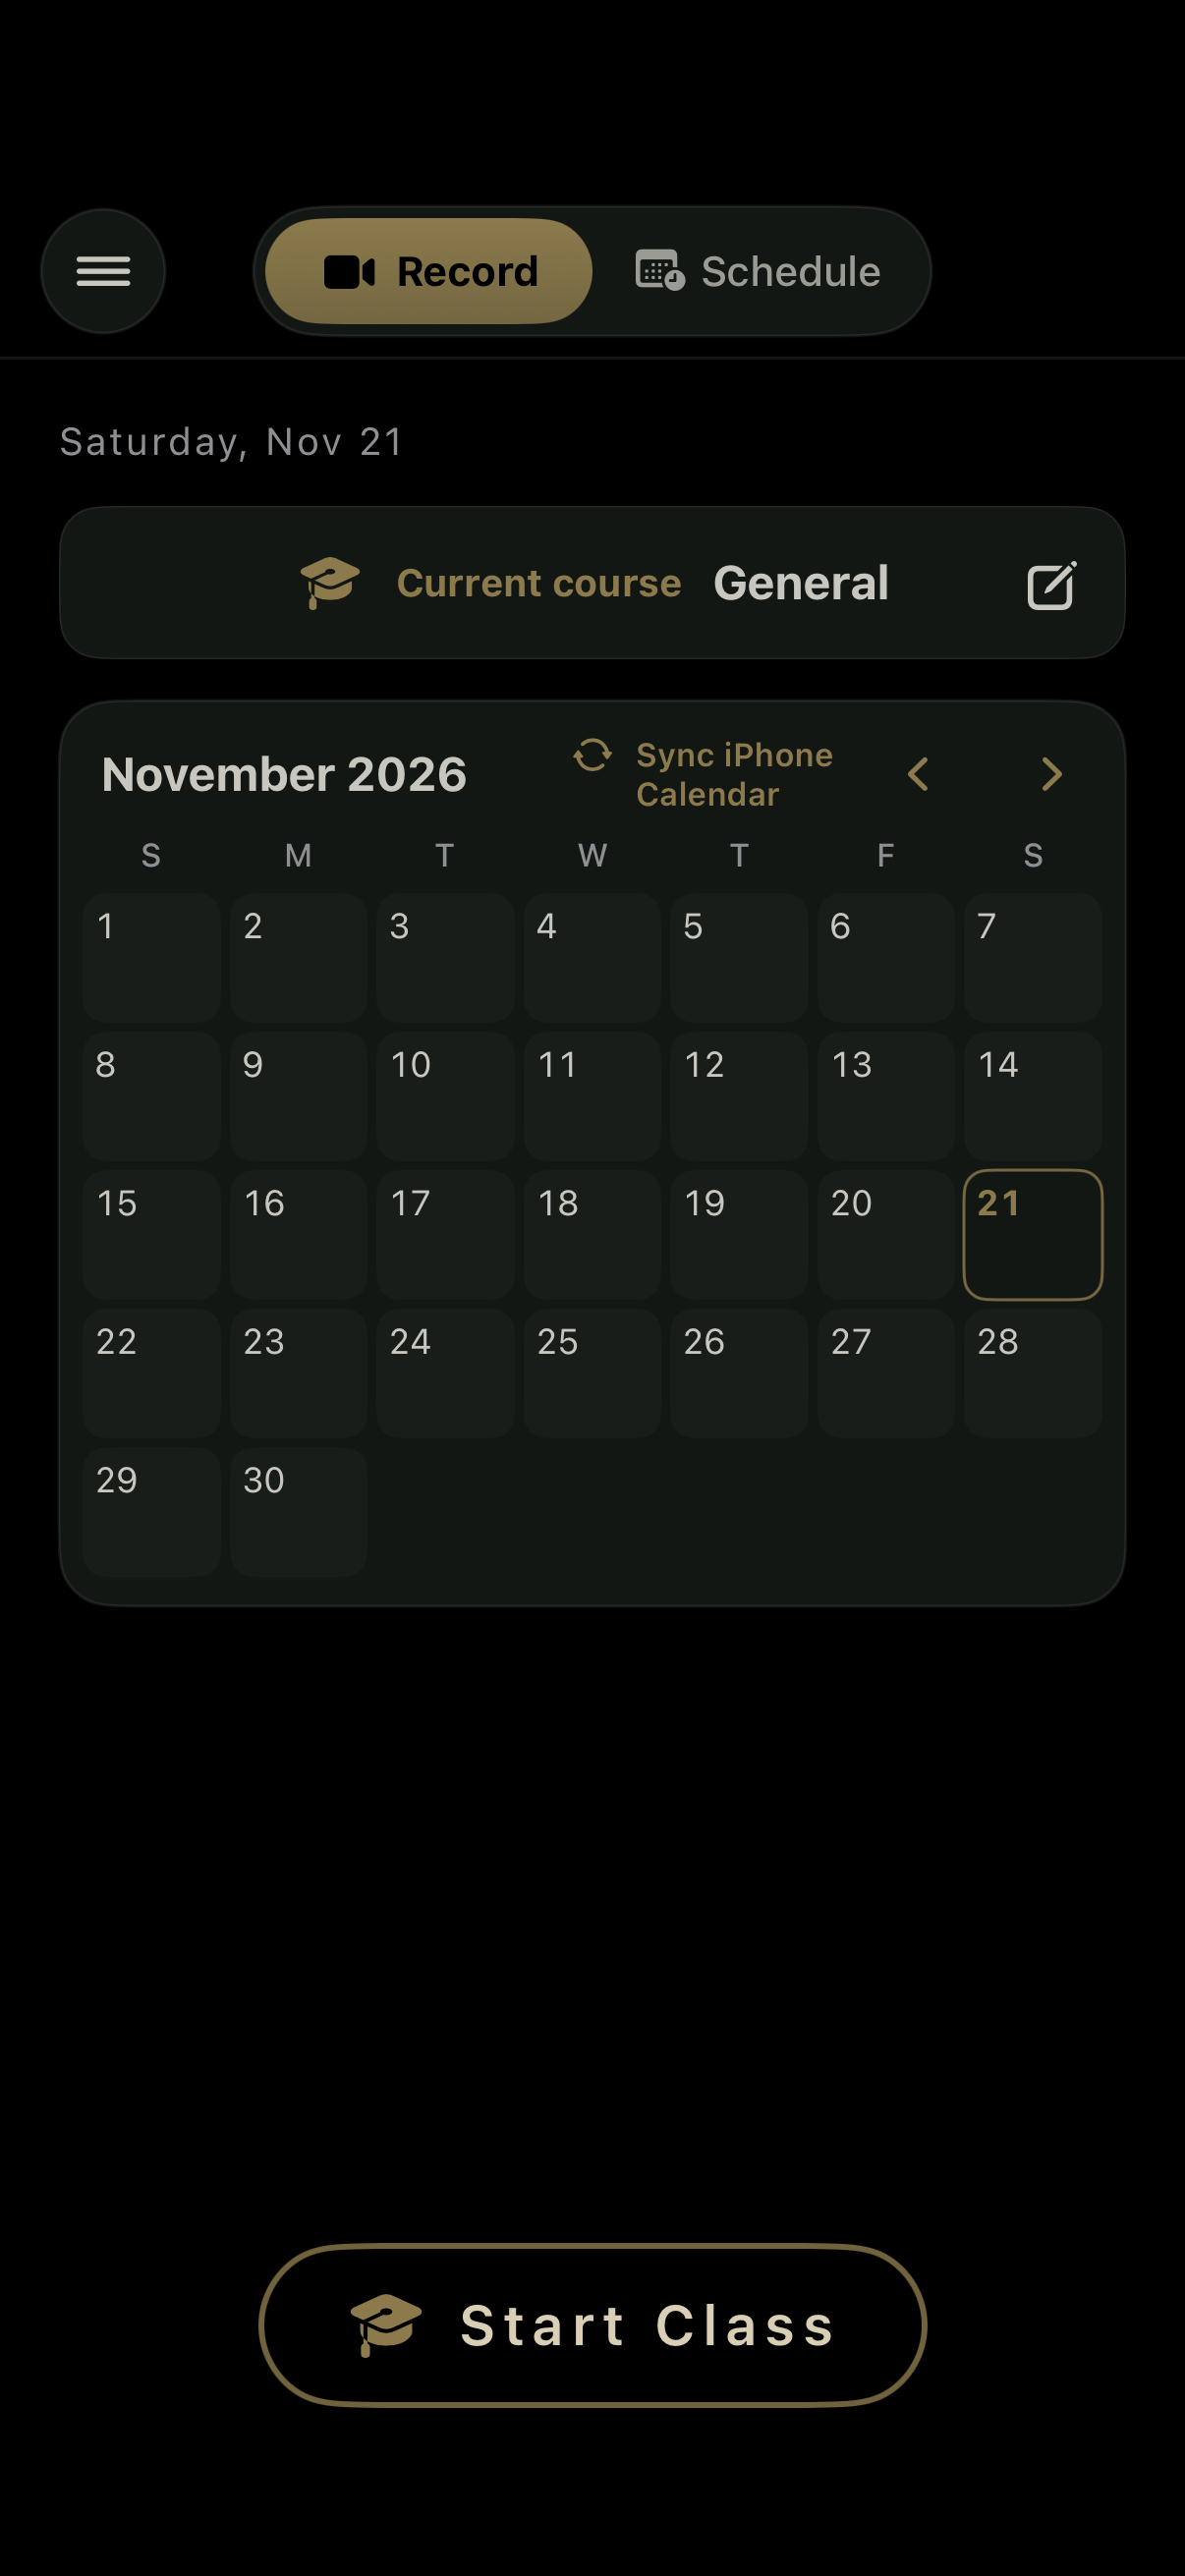 Record Schedule
Saturday, Nov 21
Current course General
November 2026
Sync iPhone
Calendar
S M T W T F S
1 2 3 4 5 6 7
8 9 10 11 12 13 14
15 16 17 18 19 20 21
22 23 24 25 26 27 28
29 30
Start Class